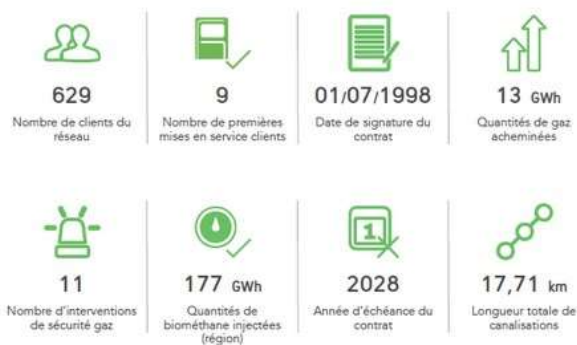 629
Nombre de clients du
réseau
9
Nombre de premières
mises en service clients
01/07/1998
Date de signature du
contrat
13 GWh
Quantités de gaz
acheminées
11
Nombre d'interventions
de sécurité gaz
177 GWh
Quantités de
biométhane injectées
(région)
1
2028
Année d'échéance du
contrat
17,71 km
Longueur totale de
canalisations